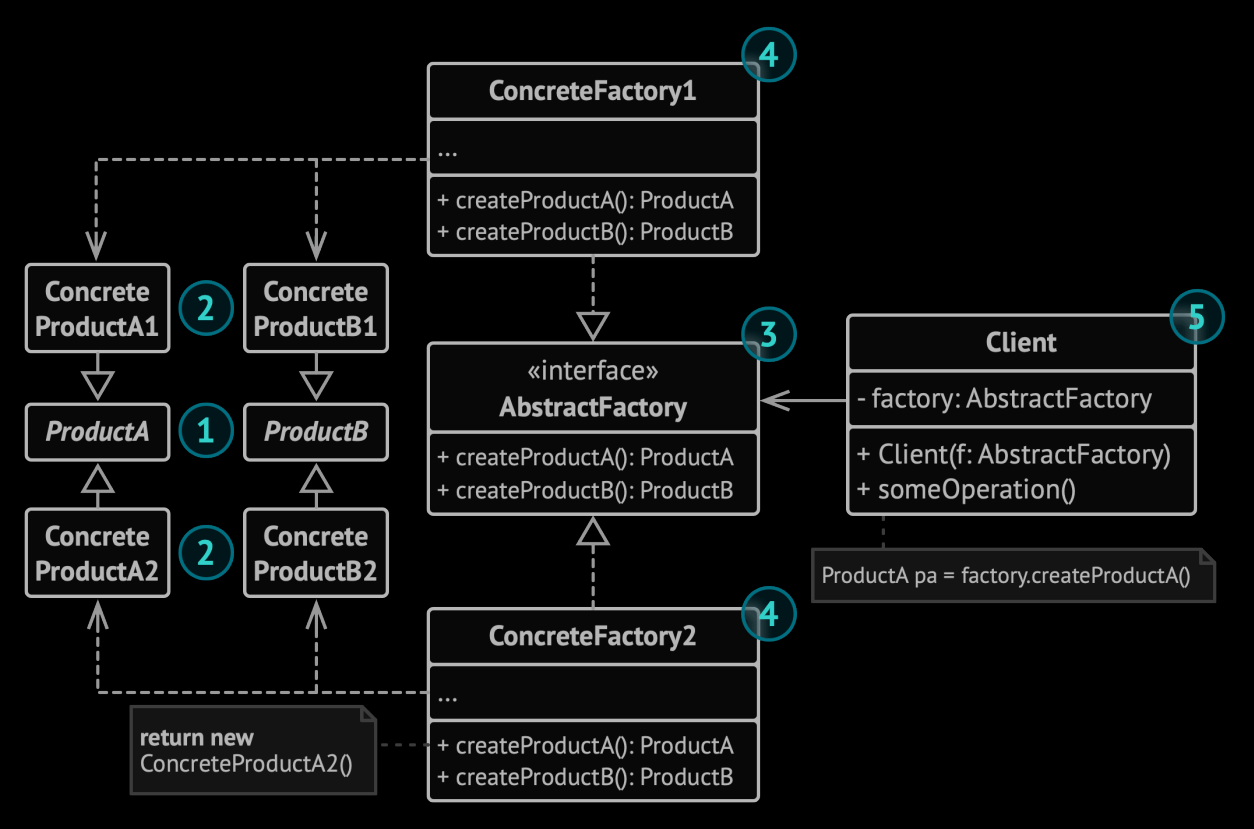 4
ConcreteFactory1
...
+ createProductA(): ProductA
+ createProductB(): ProductB
Concrete
ProductA1
2
Concrete
ProductB1
ProductA
1
ProductB
Concrete
ProductA2
2
Concrete
ProductB2
3
«interface»
AbstractFactory
+ createProductA(): ProductA
+ createProductB(): ProductB
5
Client
- factory: AbstractFactory
+ Client(f: AbstractFactory)
+ someOperation()
ProductA pa = factory.createProductA()
4
ConcreteFactory2
...
+ createProductA(): ProductA
+ createProductB(): ProductB
return new
ConcreteProductA2()